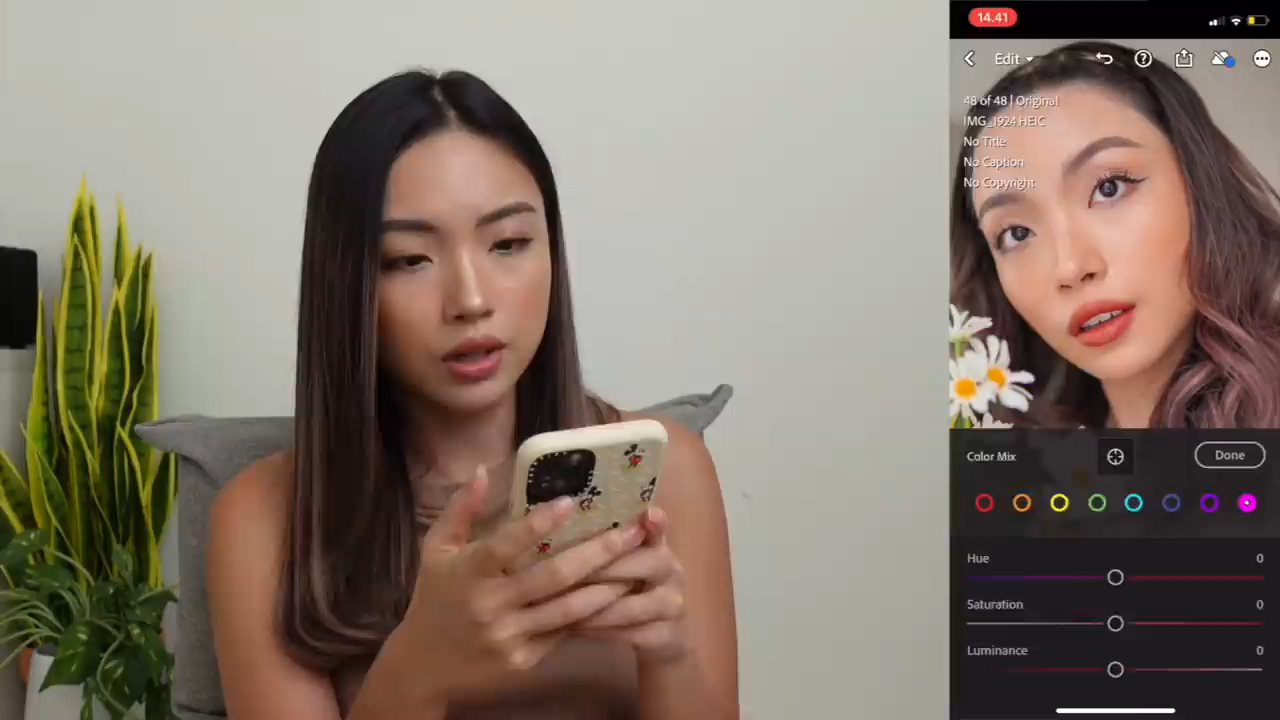 14.41
Edit
48 of 48 | Original
IMG_1924.HEIC
No Title
No Caption
No Copyright
Color Mix
Done
Hue 0
Saturation 0
Luminance 0